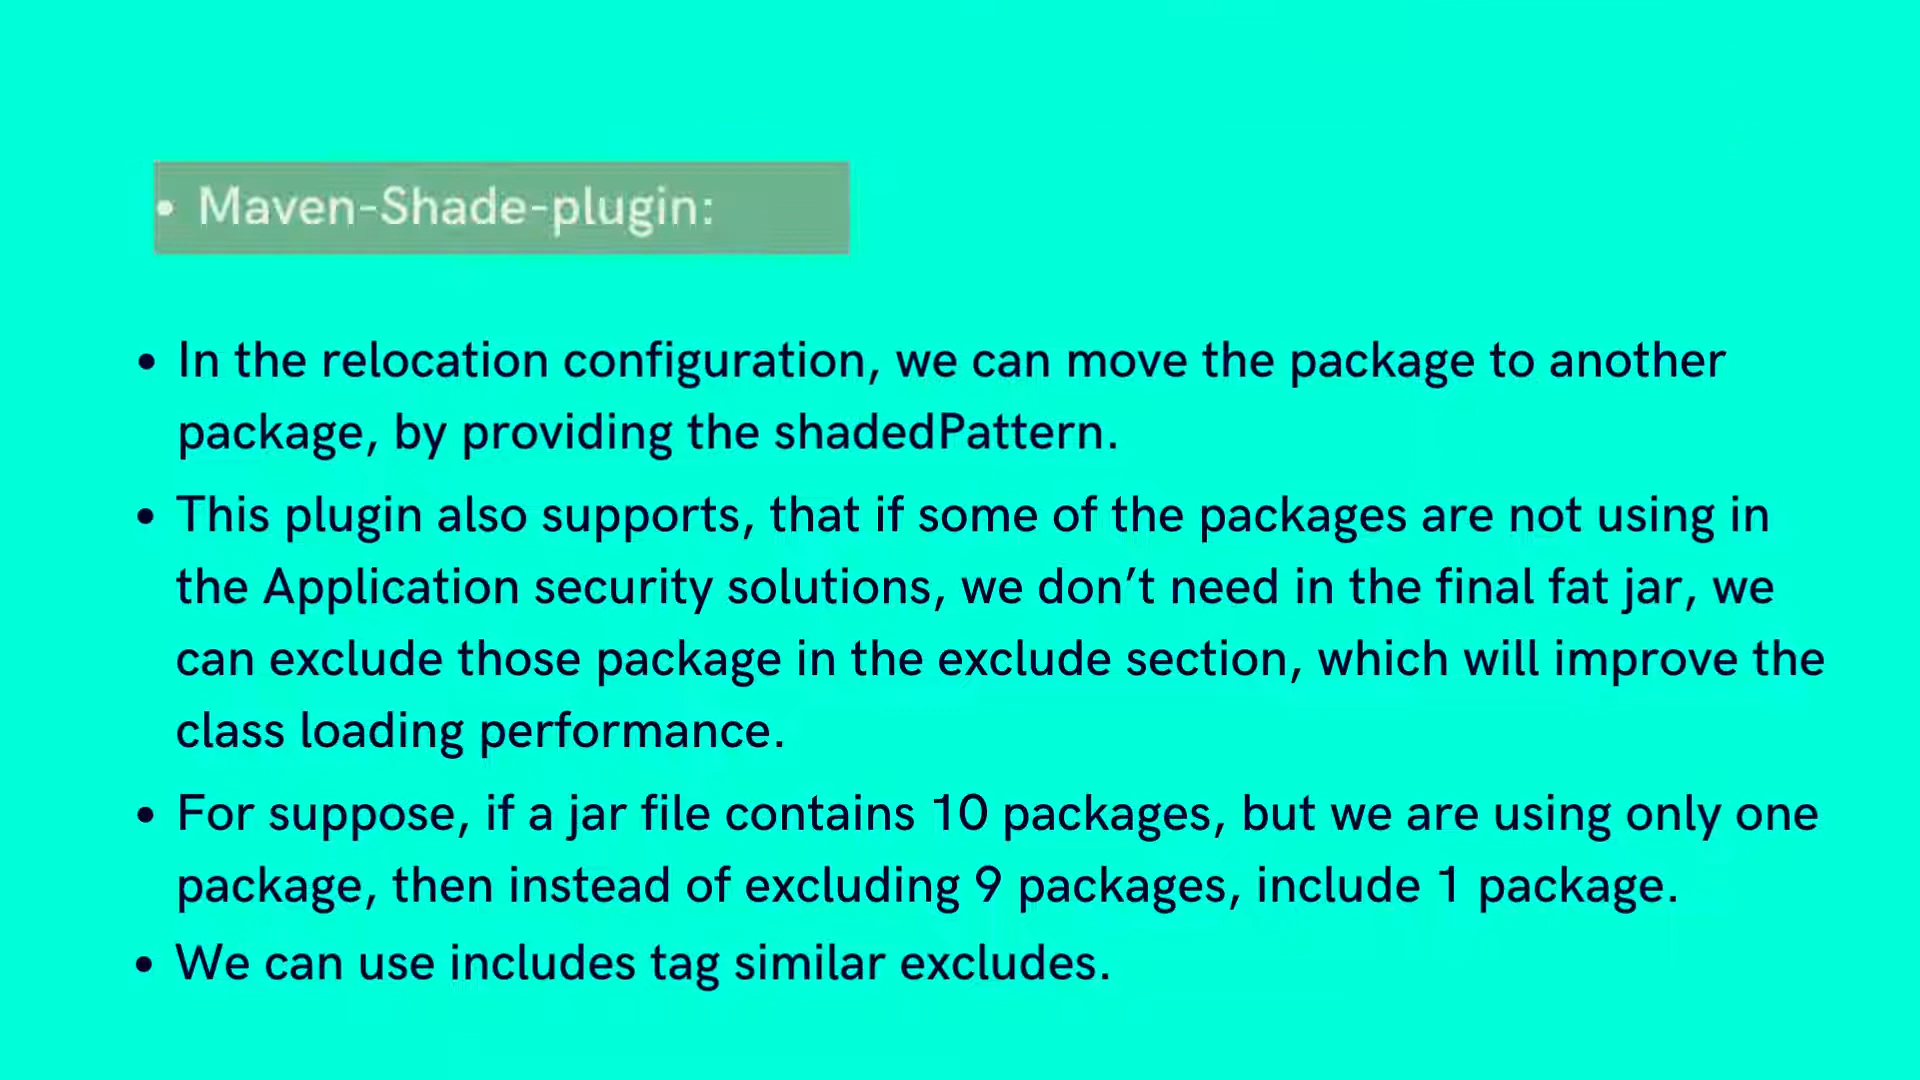 • Maven-Shade-plugin:
• In the relocation configuration, we can move the package to another
package, by providing the shadedPattern.
• This plugin also supports, that if some of the packages are not using in
the Application security solutions, we don’t need in the final fat jar, we
can exclude those package in the exclude section, which will improve the
class loading performance.
• For suppose, if a jar file contains 10 packages, but we are using only one
package, then instead of excluding 9 packages, include 1 package.
• We can use includes tag similar excludes.